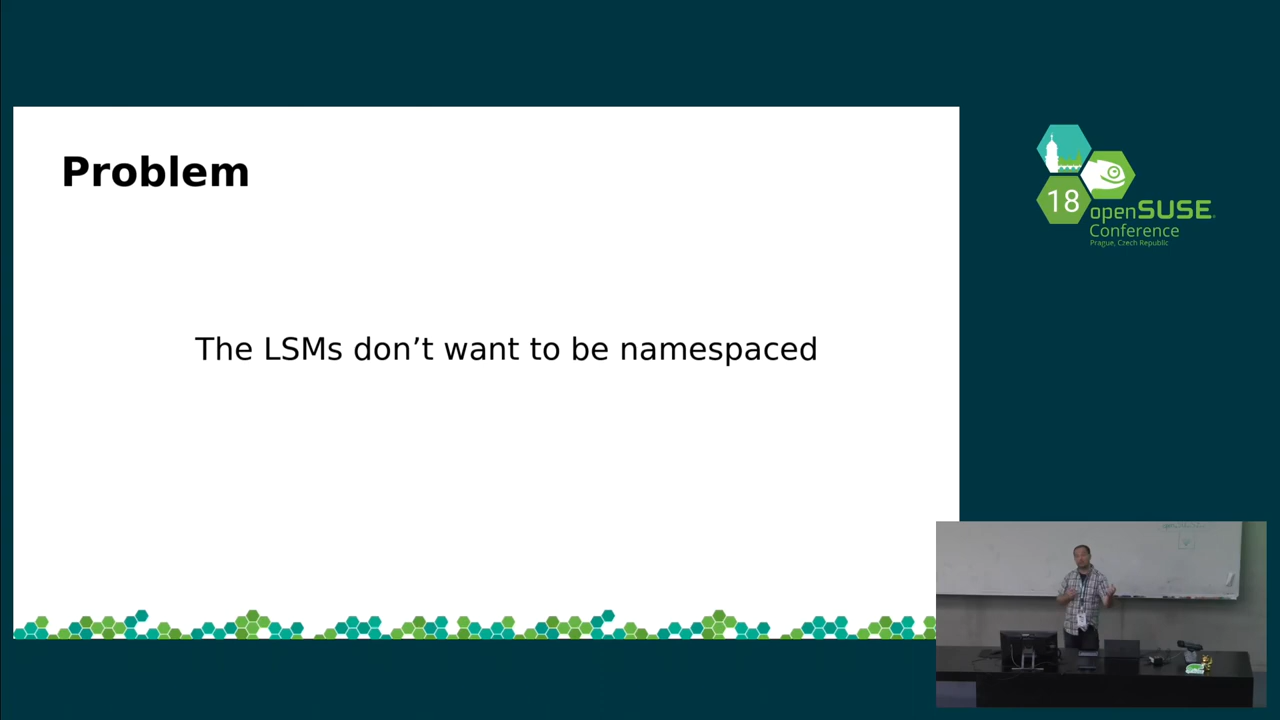 Problem
The LSMs don’t want to be namespaced
18
openSUSE
Conference
Prague, Czech Republic